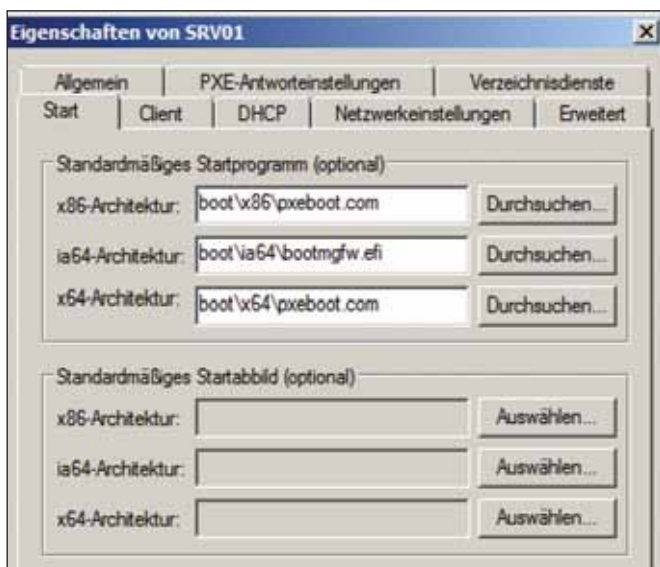 Eigenschaften von SRV01
Allgemein PXE-Antworteinstellungen Verzeichnisdienste
Start Client DHCP Netzwerkeinstellungen Erweitert
Standardmäßiges Startprogramm (optional)
x86-Architektur: boot\x86\pxeboot.com Durchsuchen...
ia64-Architektur: boot\ia64\bootmgfw.efi Durchsuchen...
x64-Architektur: boot\x64\pxeboot.com Durchsuchen...
Standardmäßiges Startabbild (optional)
x86-Architektur: Auswählen...
ia64-Architektur: Auswählen...
x64-Architektur: Auswählen...